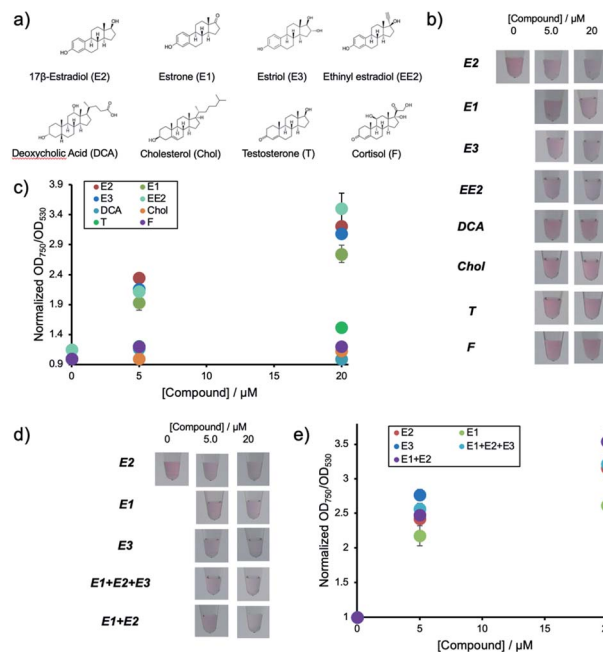 a)
17β-Estradiol (E2) Estrone (E1) Estriol (E3) Ethinyl estradiol (EE2)
Deoxycholic Acid (DCA) Cholesterol (Chol) Testosterone (T) Cortisol (F)
b)
[Compound] / μM
0 5.0 20
E2
E1
E3
EE2
DCA
Chol
T
F
c)
Normalized OD750/OD530
3.9
3.4
2.9
2.4
1.9
1.4
0.9
E2 E1
E3 EE2
DCA Chol
T F
0 5 10 15 20
[Compound] / μM
d)
[Compound] / μM
0 5.0 20
E2
E1
E3
E1+E2+E3
E1+E2
e)
Normalized OD750/OD530
3.5
3
2.5
2
1.5
1
E2 E1
E3 E1+E2+E3
E1+E2
0 5 10 15
[Compound] / μM